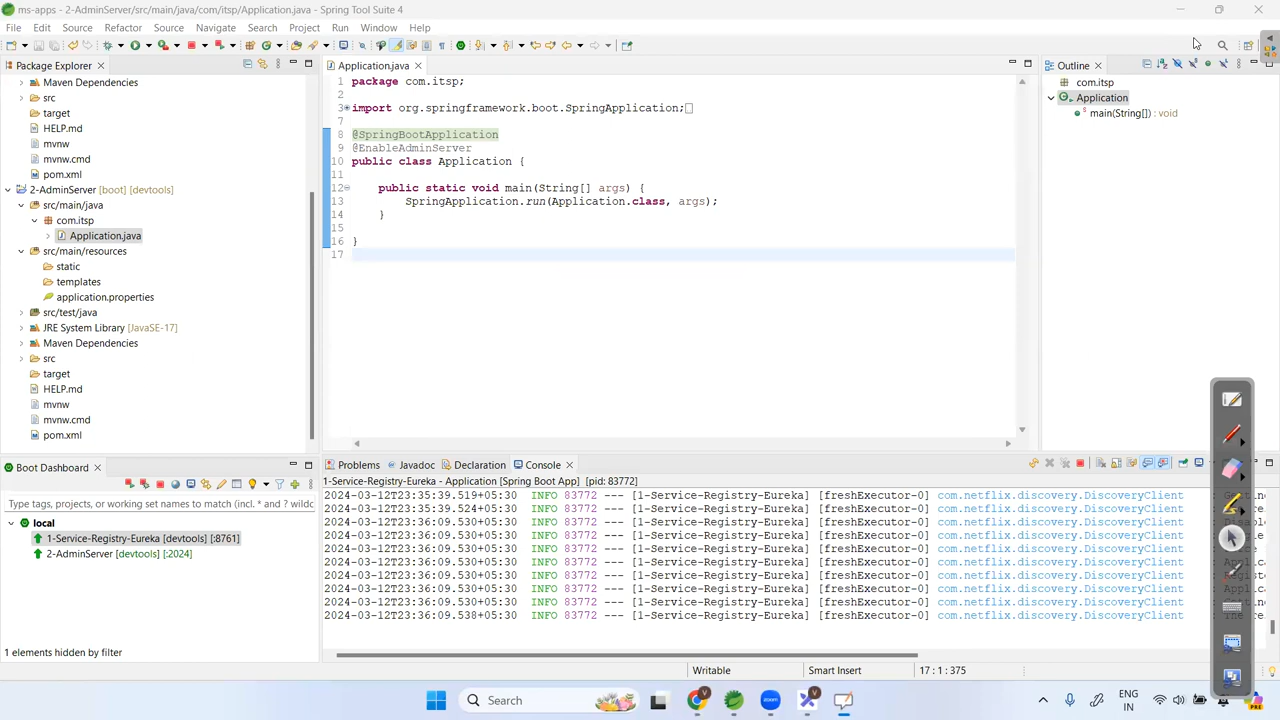 ms-apps - 2-AdminServer/src/main/java/com/itsp/Application.java - Spring Tool Suite 4
File Edit Source Refactor Source Navigate Search Project Run Window Help
Package Explorer
Maven Dependencies
src
target
HELP.md
mvnw
mvnw.cmd
pom.xml
2-AdminServer [boot] [devtools]
src/main/java
com.itsp
Application.java
src/main/resources
static
templates
application.properties
src/test/java
JRE System Library [JavaSE-17]
Maven Dependencies
src
target
HELP.md
mvnw
mvnw.cmd
pom.xml
Application.java
1 package com.itsp;
2
3 import org.springframework.boot.SpringApplication;
7
8 @SpringBootApplication
9 @EnableAdminServer
10 public class Application {
11
12 public static void main(String[] args) {
13 SpringApplication.run(Application.class, args);
14 }
15
16 }
17
Outline
com.itsp
Application
main(String[]) : void
Boot Dashboard
Type tags, projects, or working set names to match (incl. * and ? wildc
local
1-Service-Registry-Eureka [devtools] [:8761]
2-AdminServer [devtools] [:2024]
1 elements hidden by filter
Problems Javadoc Declaration Console
1-Service-Registry-Eureka - Application [Spring Boot App] [pid: 83772]
2024-03-12T23:35:39.519+05:30 INFO 83772 --- [1-Service-Registry-Eureka] [freshExecutor-0] com.netflix.discovery.DiscoveryClient
2024-03-12T23:35:39.524+05:30 INFO 83772 --- [1-Service-Registry-Eureka] [freshExecutor-0] com.netflix.discovery.DiscoveryClient
2024-03-12T23:36:09.530+05:30 INFO 83772 --- [1-Service-Registry-Eureka] [freshExecutor-0] com.netflix.discovery.DiscoveryClient
2024-03-12T23:36:09.530+05:30 INFO 83772 --- [1-Service-Registry-Eureka] [freshExecutor-0] com.netflix.discovery.DiscoveryClient
2024-03-12T23:36:09.530+05:30 INFO 83772 --- [1-Service-Registry-Eureka] [freshExecutor-0] com.netflix.discovery.DiscoveryClient
2024-03-12T23:36:09.530+05:30 INFO 83772 --- [1-Service-Registry-Eureka] [freshExecutor-0] com.netflix.discovery.DiscoveryClient
2024-03-12T23:36:09.530+05:30 INFO 83772 --- [1-Service-Registry-Eureka] [freshExecutor-0] com.netflix.discovery.DiscoveryClient
2024-03-12T23:36:09.530+05:30 INFO 83772 --- [1-Service-Registry-Eureka] [freshExecutor-0] com.netflix.discovery.DiscoveryClient
2024-03-12T23:36:09.530+05:30 INFO 83772 --- [1-Service-Registry-Eureka] [freshExecutor-0] com.netflix.discovery.DiscoveryClient
2024-03-12T23:36:09.538+05:30 INFO 83772 --- [1-Service-Registry-Eureka] [freshExecutor-0] com.netflix.discovery.DiscoveryClient
Writable Smart Insert 17 : 1 : 375
Search
ENG
IN